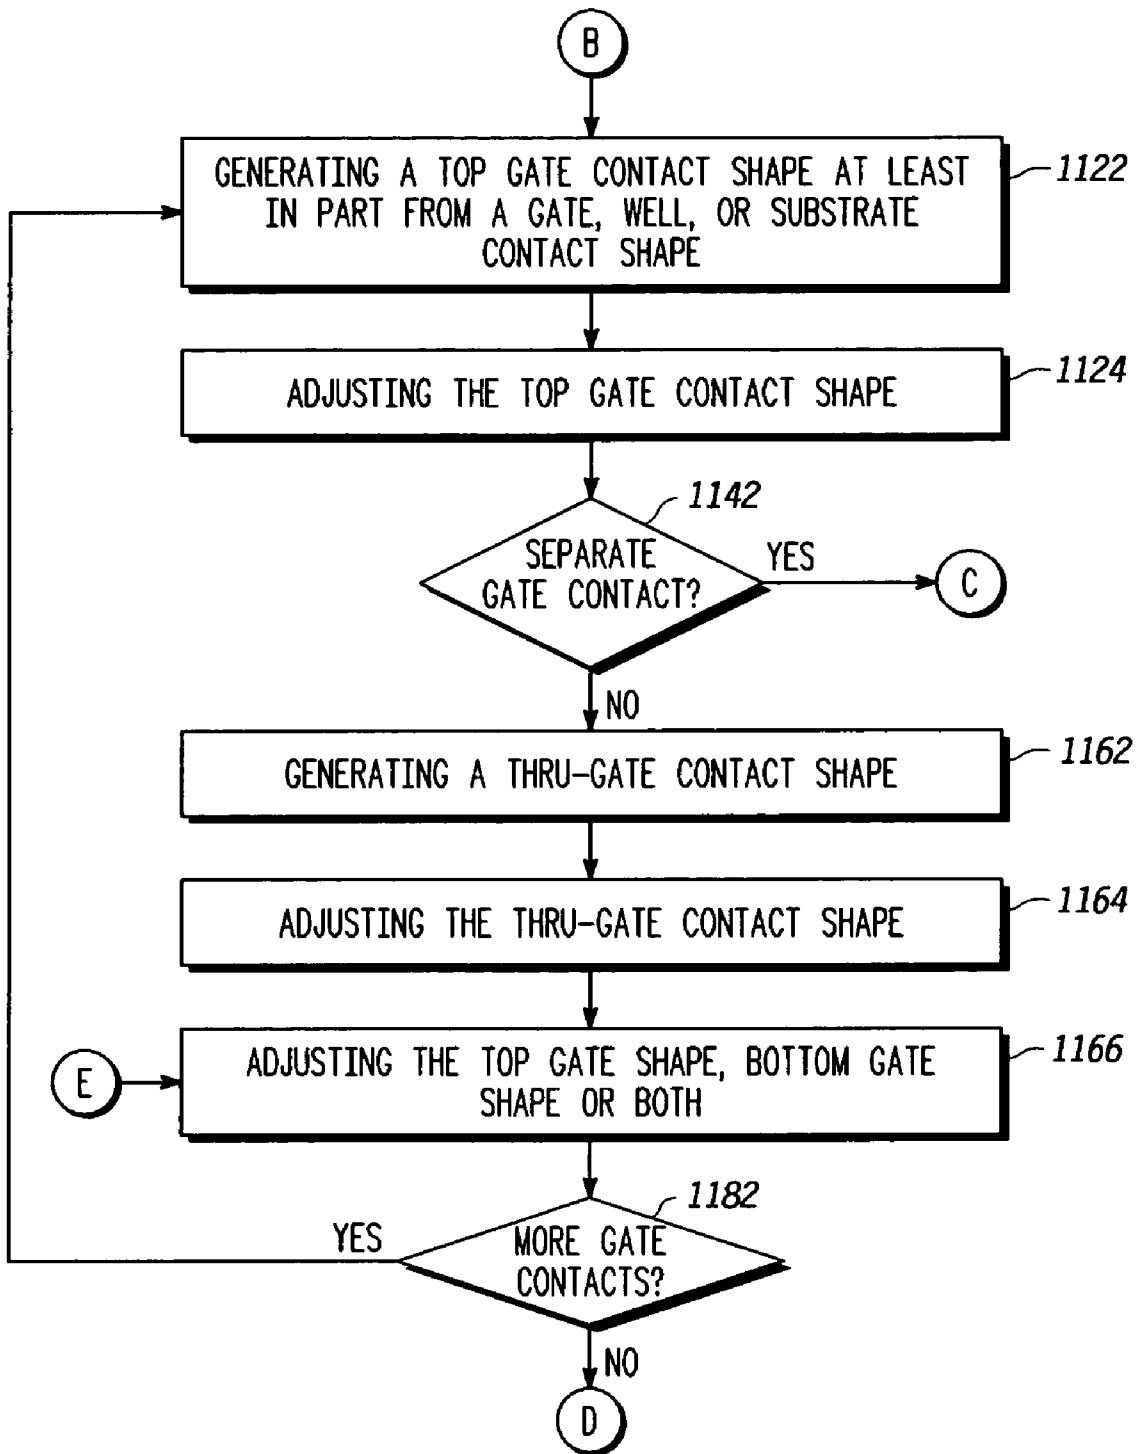 B
GENERATING A TOP GATE CONTACT SHAPE AT LEAST
IN PART FROM A GATE, WELL, OR SUBSTRATE
CONTACT SHAPE
1122
ADJUSTING THE TOP GATE CONTACT SHAPE
1124
1142
SEPARATE
GATE CONTACT?
YES
C
NO
GENERATING A THRU-GATE CONTACT SHAPE
1162
ADJUSTING THE THRU-GATE CONTACT SHAPE
1164
E
ADJUSTING THE TOP GATE SHAPE, BOTTOM GATE
SHAPE OR BOTH
1166
1182
YES
MORE GATE
CONTACTS?
NO
D